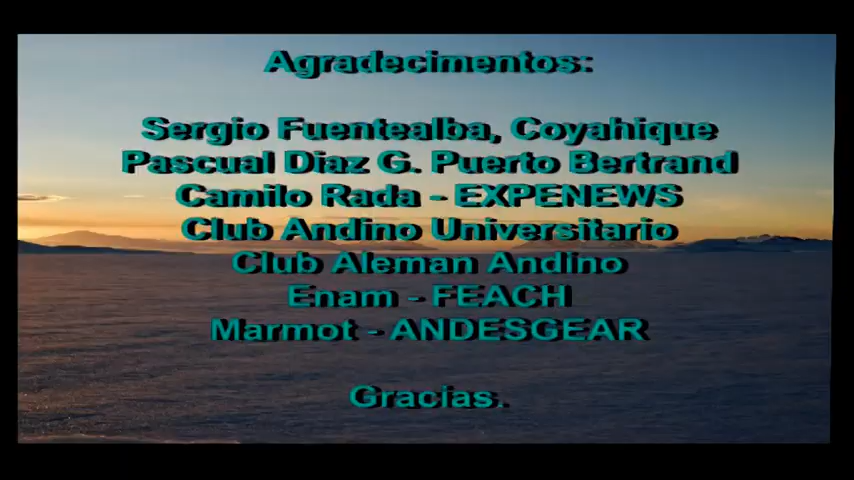 Agradecimentos:
Sergio Fuentealba, Coyahique
Pascual Diaz G. Puerto Bertrand
Camilo Rada - EXPENEWS
Club Andino Universitario
Club Aleman Andino
Enam - FEACH
Marmot - ANDESGEAR
Gracias.